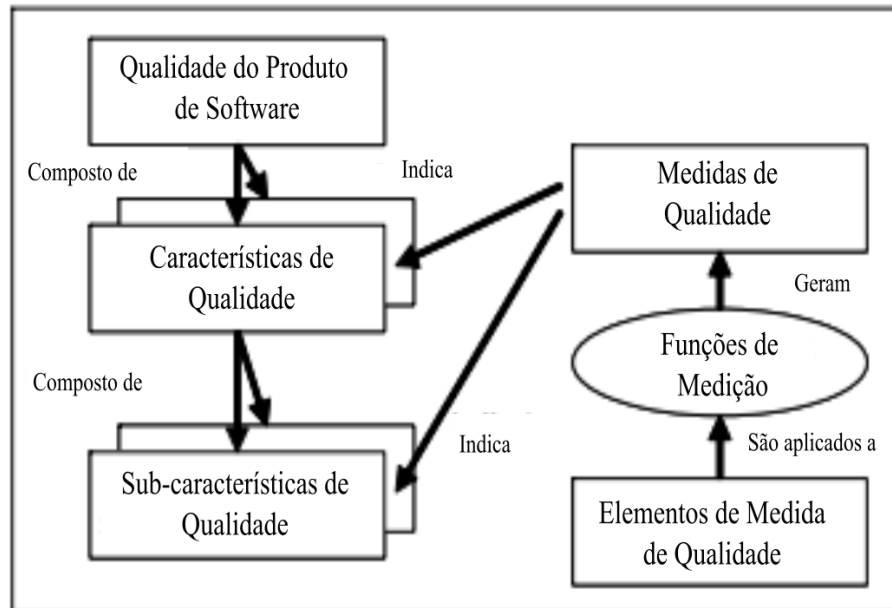 Qualidade do Produto
de Software
Composto de
Indica
Medidas de
Qualidade
Características de
Qualidade
Geram
Funções de
Medição
Composto de
Indica
São aplicados a
Sub-características de
Qualidade
Elementos de Medida
de Qualidade